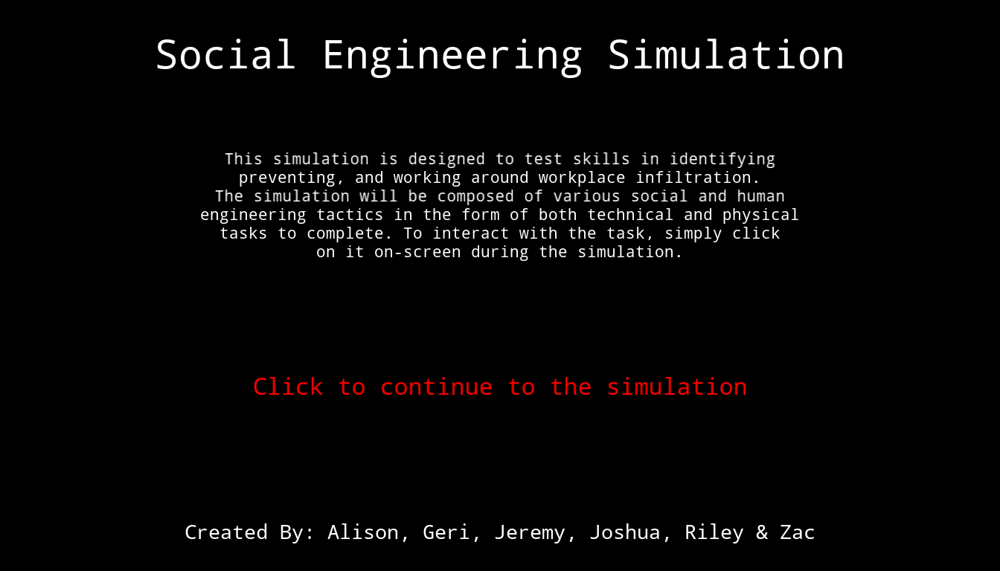 Social Engineering Simulation
This simulation is designed to test skills in identifying
preventing, and working around workplace infiltration.
The simulation will be composed of various social and human
engineering tactics in the form of both technical and physical
tasks to complete. To interact with the task, simply click
on it on-screen during the simulation.
Click to continue to the simulation
Created By: Alison, Geri, Jeremy, Joshua, Riley & Zac